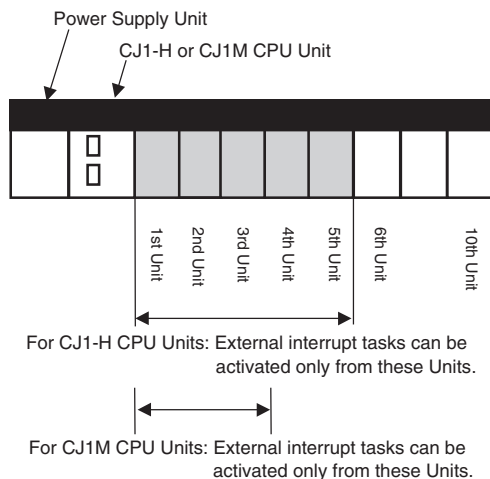 Power Supply Unit
CJ1-H or CJ1M CPU Unit
1st Unit
2nd Unit
3rd Unit
4th Unit
5th Unit
6th Unit
10th Unit
For CJ1-H CPU Units: External interrupt tasks can be
activated only from these Units.
For CJ1M CPU Units: External interrupt tasks can be
activated only from these Units.